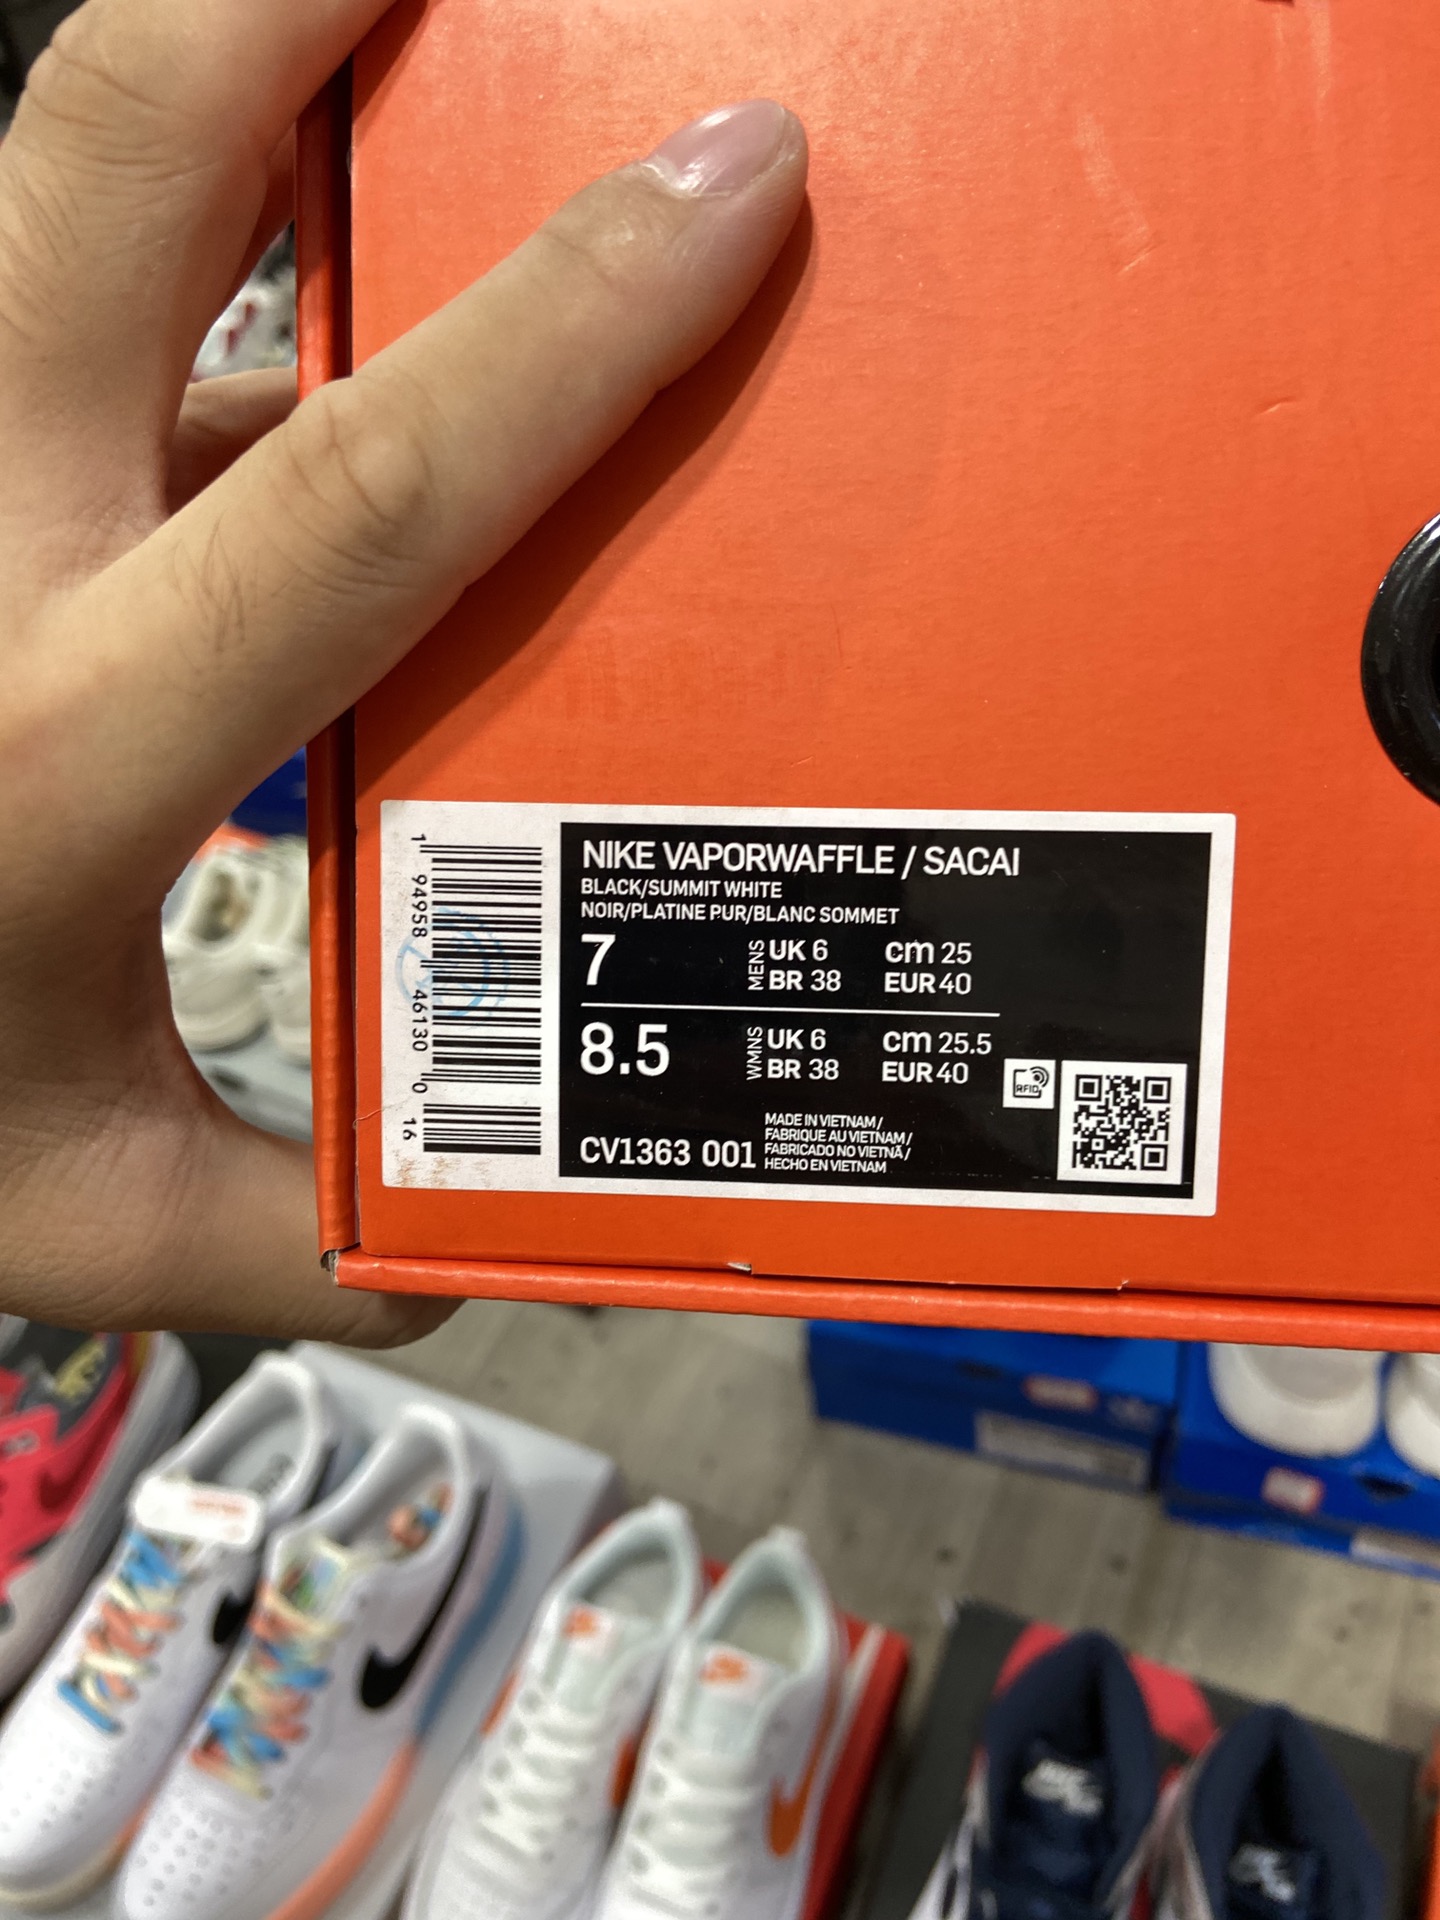 NIKE VAPORWAFFLE / SACAI
BLACK/SUMMIT WHITE
NOIR/PLATINE PUR/BLANC SOMMET
7 MENS UK 6 cm 25
BR 38 EUR 40
8.5 WMNS UK 6 cm 25.5
BR 38 EUR 40
RFID
CV1363 001
MADE IN VIETNAM /
FABRIQUE AU VIETNAM /
FABRICADO NO VIETNÃ /
HECHO EN VIETNAM
1 94958 46130 0 16